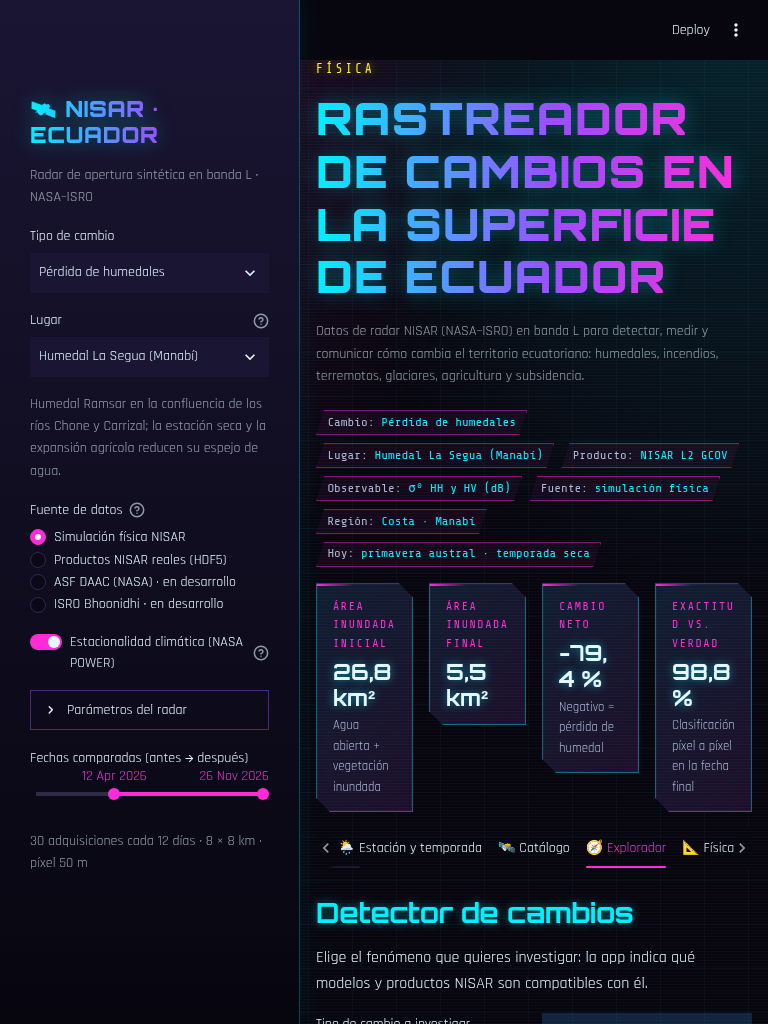 NISAR ·
ECUADOR
Radar de apertura sintética en banda L ·
NASA-ISRO
Tipo de cambio
Pérdida de humedales
Lugar
Humedal La Segua (Manabí)
Humedal Ramsar en la confluencia de los
ríos Chone y Carrizal; la estación seca y la
expansión agrícola reducen su espejo de
agua.
Fuente de datos
Simulación física NISAR
Productos NISAR reales (HDF5)
ASF DAAC (NASA) · en desarrollo
ISRO Bhoonidhi · en desarrollo
Estacionalidad climática (NASA
POWER)
Parámetros del radar
Fechas comparadas (antes → después)
12 Apr 2026 26 Nov 2026
30 adquisiciones cada 12 días · 8 × 8 km ·
píxel 50 m
Deploy
FÍSICA
RASTREADOR
DE CAMBIOS EN
LA SUPERFICIE
DE ECUADOR
Datos de radar NISAR (NASA-ISRO) en banda L para detectar, medir y
comunicar cómo cambia el territorio ecuatoriano: humedales, incendios,
terremotos, glaciares, agricultura y subsidencia.
Cambio: Pérdida de humedales
Lugar: Humedal La Segua (Manabí) Producto: NISAR L2 GCOV
Observable: σ⁰ HH y HV (dB) Fuente: simulación física
Región: Costa · Manabí
Hoy: primavera austral · temporada seca
ÁREA
INUNDADA
INICIAL
26,8
km²
Agua
abierta +
vegetación
inundada
ÁREA
INUNDADA
FINAL
5,5
km²
CAMBIO
NETO
-79,
4 %
Negativo =
pérdida de
humedal
EXACTITU
D VS.
VERDAD
98,8
%
Clasificación
píxel a píxel
en la fecha
final
Estación y temporada Catálogo Explorador Física
Detector de cambios
Elige el fenómeno que quieres investigar: la app indica qué
modelos y productos NISAR son compatibles con él.
Tipo de cambio a investigar